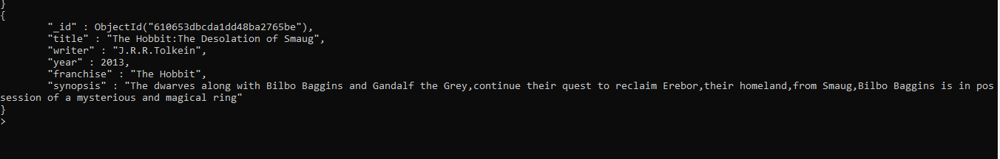 }
{
        "_id" : ObjectId("610653dbcda1dd48ba2765be"),
        "title" : "The Hobbit:The Desolation of Smaug",
        "writer" : "J.R.R.Tolkein",
        "year" : 2013,
        "franchise" : "The Hobbit",
        "synopsis" : "The dwarves along with Bilbo Baggins and Gandalf the Grey,continue their quest to reclaim Erebor,their homeland,from Smaug,Bilbo Baggins is in pos
session of a mysterious and magical ring"
}
>